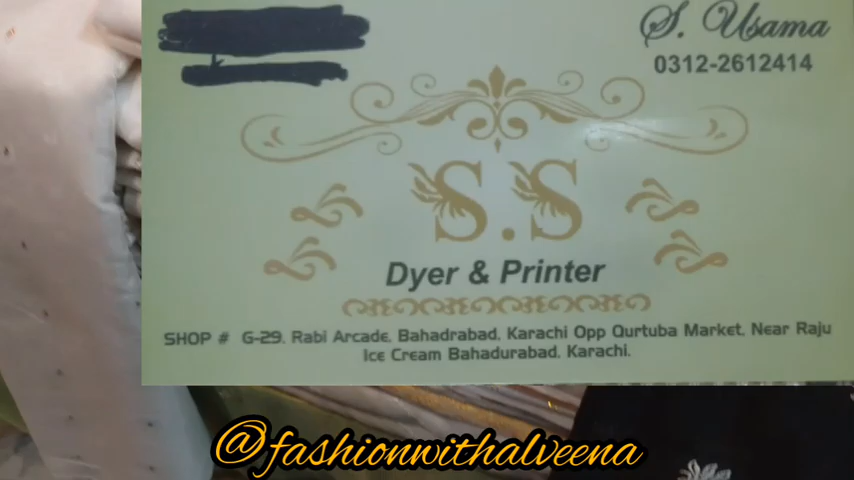 S. Usama
0312-2612414
S.S
Dyer & Printer
SHOP # G-29, Rabi Arcade, Bahadrabad, Karachi Opp Qurtuba Market, Near Raju
Ice Cream Bahadurabad, Karachi.
@fashionwithalveena